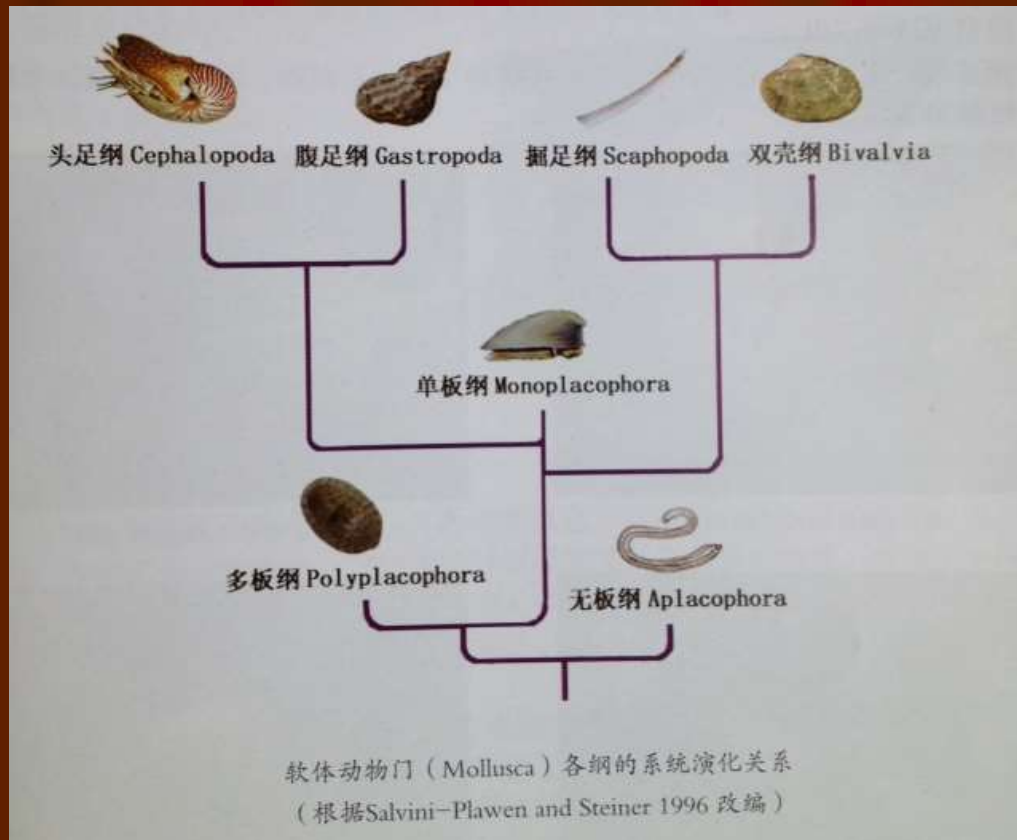 头足纲 Cephalopoda 腹足纲 Gastropoda 掘足纲 Scaphopoda 双壳纲 Bivalvia
单板纲 Monoplacophora
多板纲 Polyplacophora
无板纲 Aplacophora
软体动物门（Mollusca）各纲的系统演化关系
（根据Salvini-Plawen and Steiner 1996 改编）